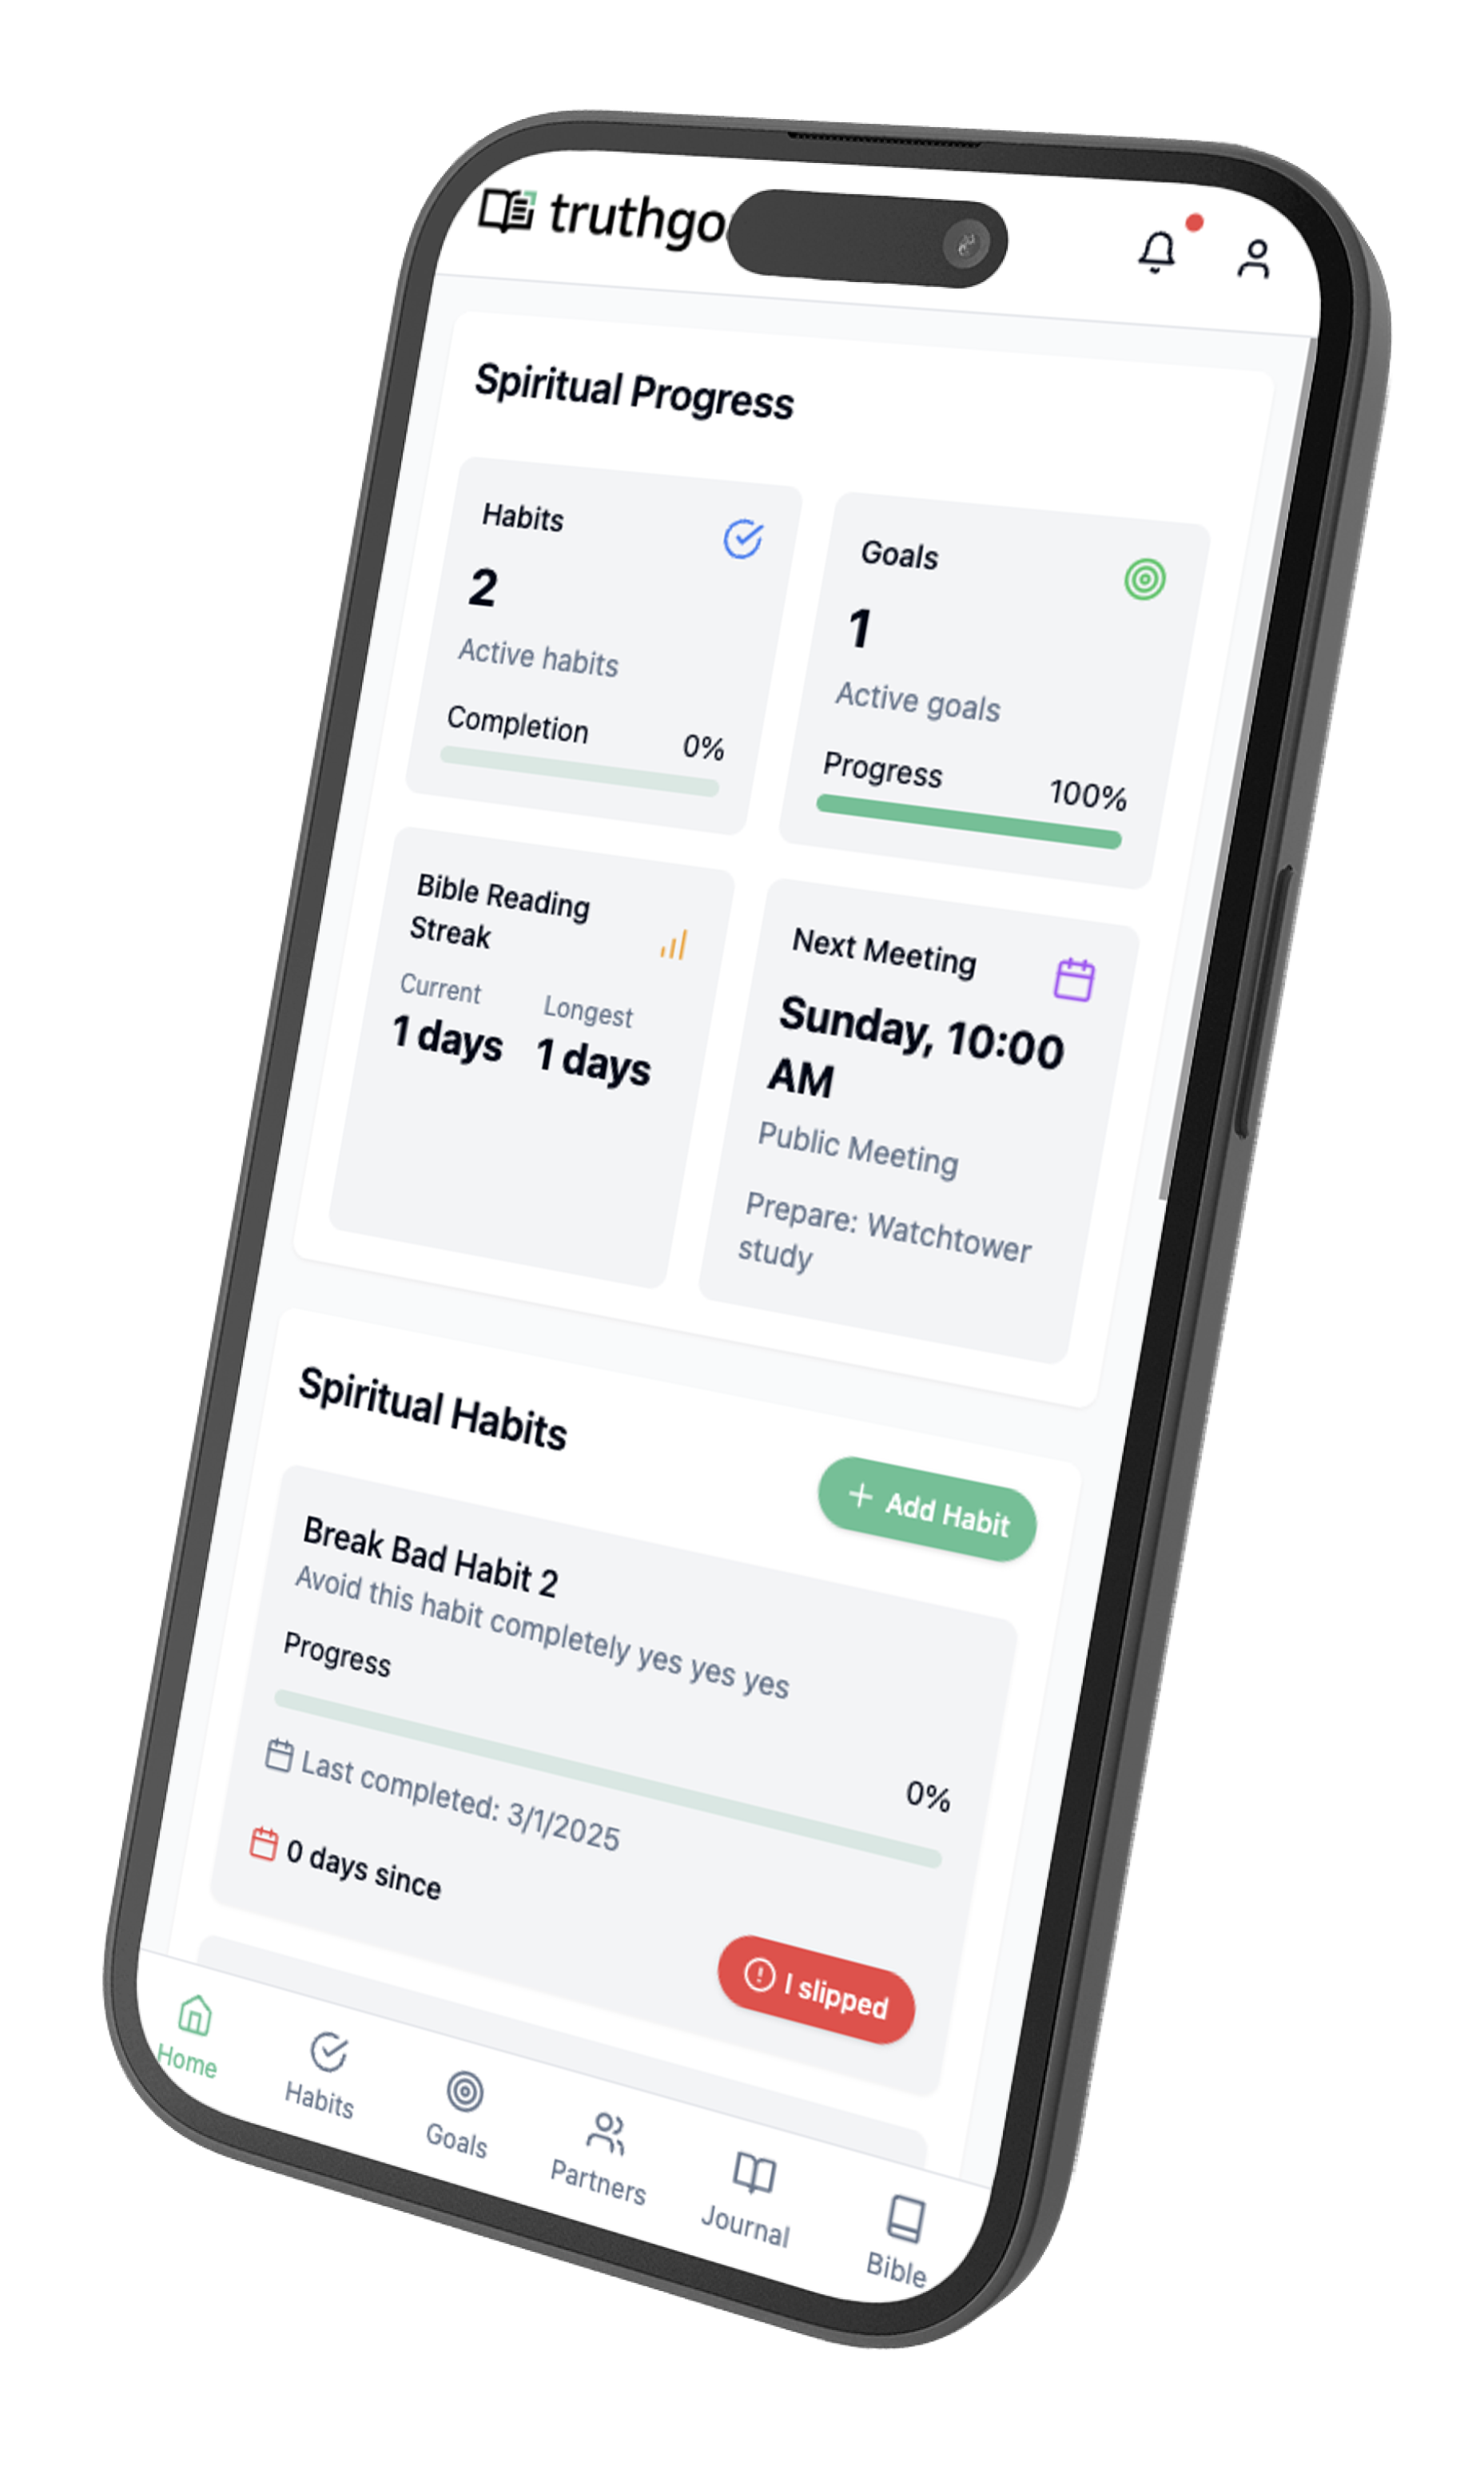 truthgo
Spiritual Progress
Habits
2
Active habits
Completion 0%
Goals
1
Active goals
Progress 100%
Bible Reading
Streak
Current Longest
1 days 1 days
Next Meeting
Sunday, 10:00
AM
Public Meeting
Prepare: Watchtower
study
Spiritual Habits
+ Add Habit
Break Bad Habit 2
Avoid this habit completely yes yes yes
Progress
0%
Last completed: 3/1/2025
0 days since
I slipped
Home
Habits
Goals
Partners
Journal
Bible